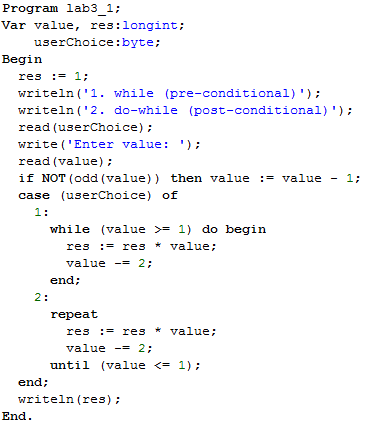 Program lab3_1;
Var value, res:longint;
    userChoice:byte;
Begin
  res := 1;
  writeln('1. while (pre-conditional)');
  writeln('2. do-while (post-conditional)');
  read(userChoice);
  write('Enter value: ');
  read(value);
  if NOT(odd(value)) then value := value - 1;
  case (userChoice) of
    1:
      while (value >= 1) do begin
        res := res * value;
        value -= 2;
      end;
    2:
      repeat
        res := res * value;
        value -= 2;
      until (value <= 1);
  end;
  writeln(res);
End.